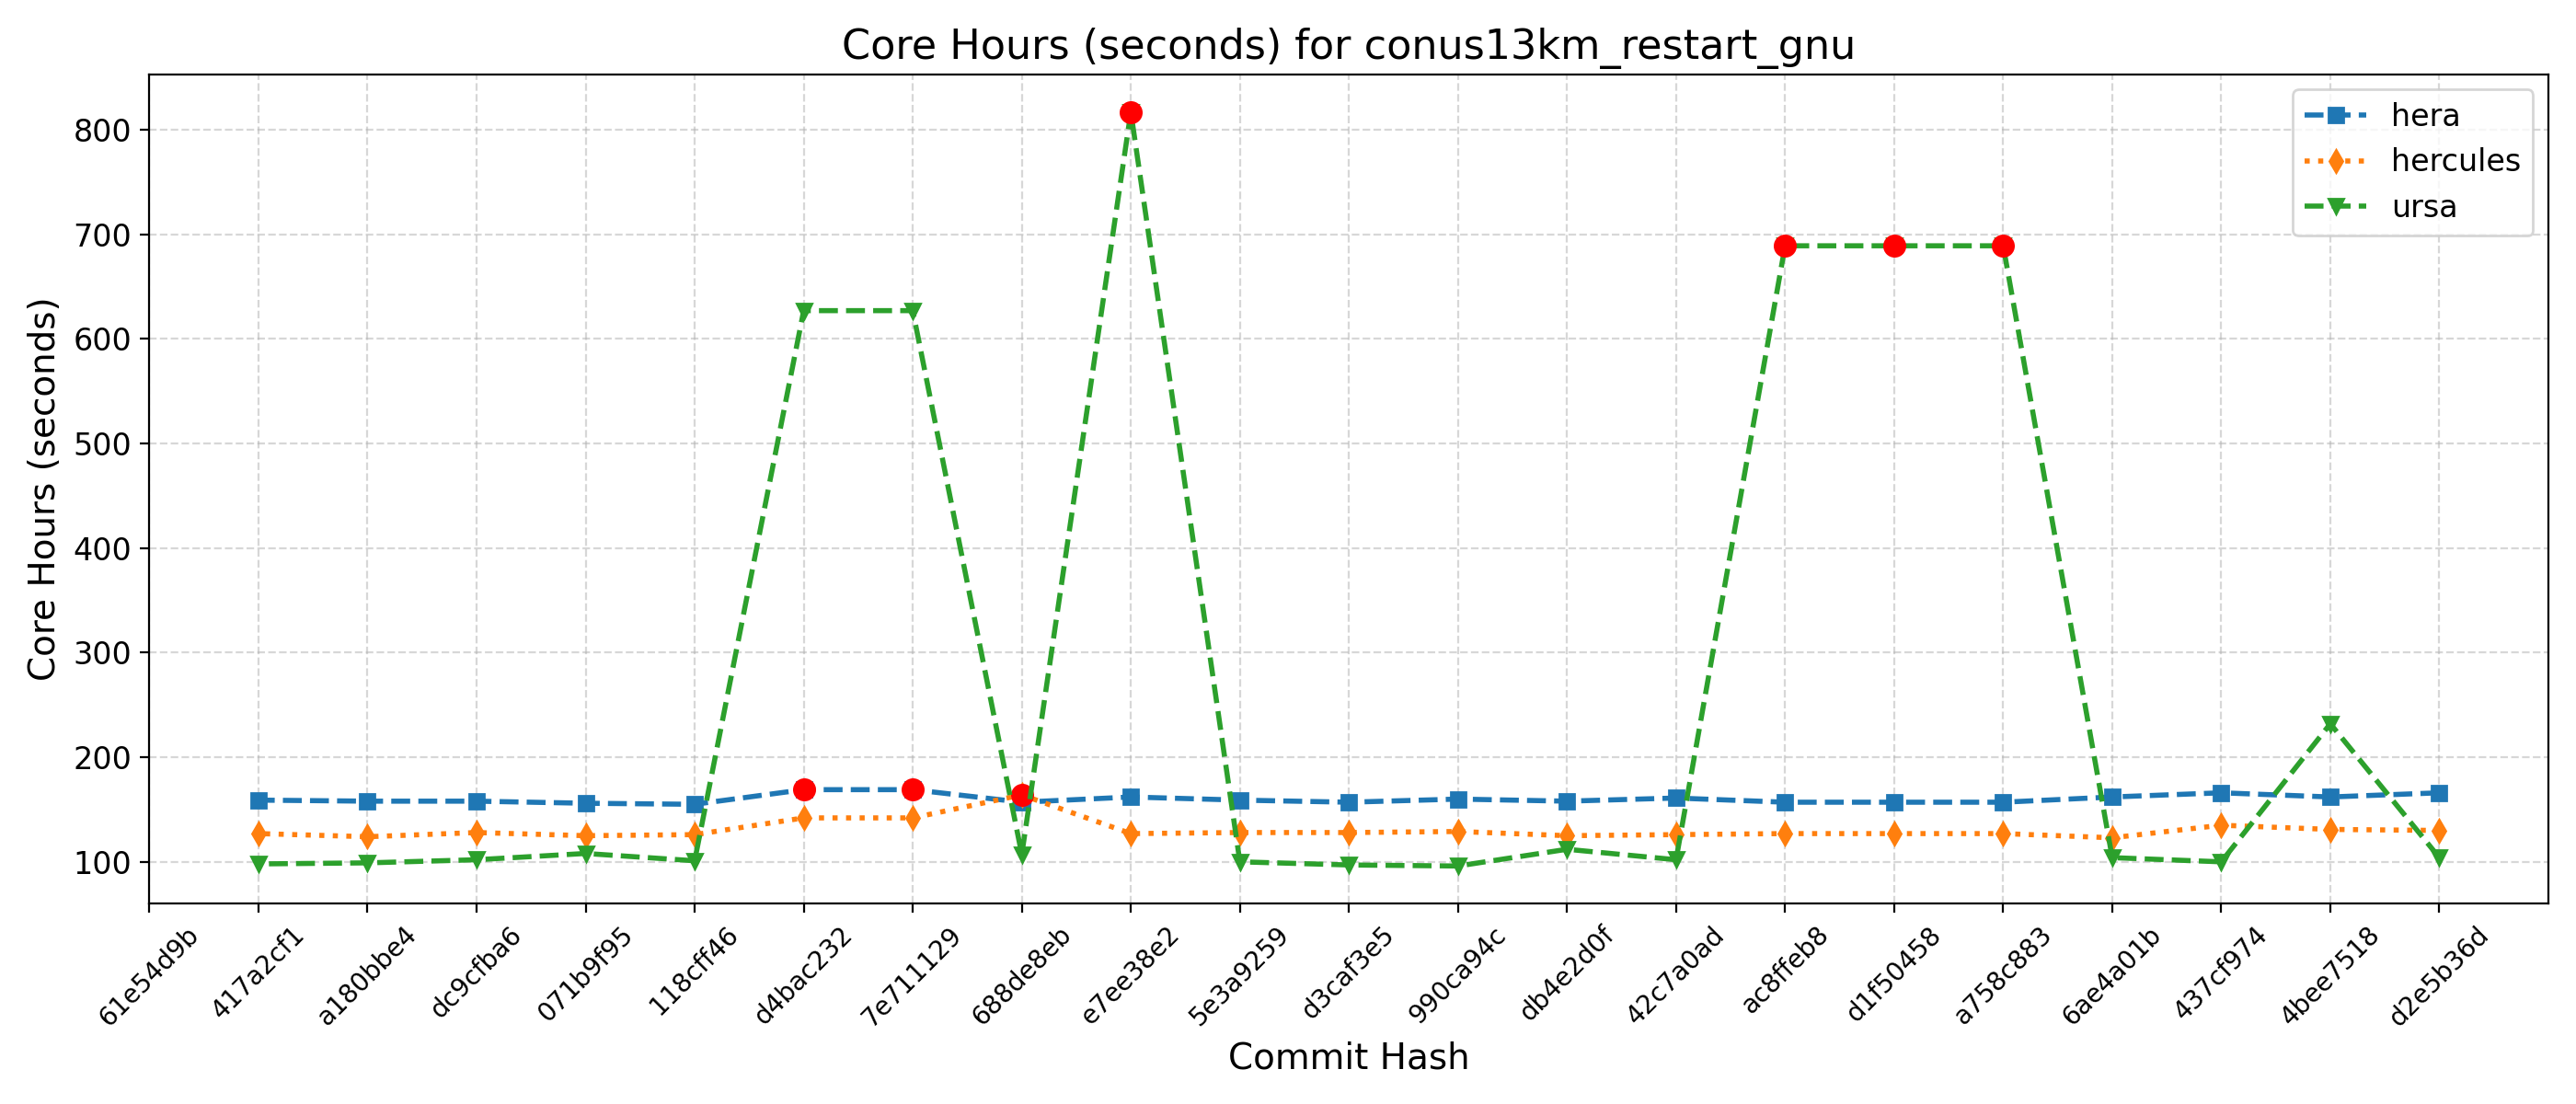 Core Hours (seconds) for conus13km_restart_gnu
Core Hours (seconds)
800
700
600
500
400
300
200
100
hera
hercules
ursa
61e54d9b
417a2cf1
a180bbe4
dc9cfba6
071b9f95
118cff46
d4bac232
7e711129
688de8eb
e7ee38e2
5e3a9259
d3caf3e5
990ca94c
db4e2d0f
42c7a0ad
ac8ffeb8
d1f50458
a758c883
6ae4a01b
437cf974
4bee7518
d2e5b36d
Commit Hash